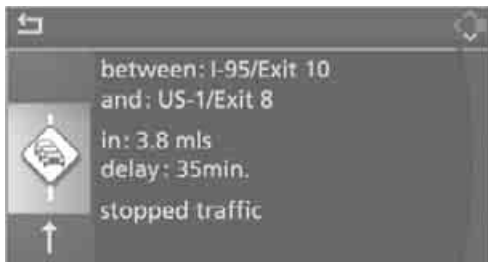 between: I-95/Exit 10
and: US-1/Exit 8
in: 3.8 mls
delay: 35min.
stopped traffic